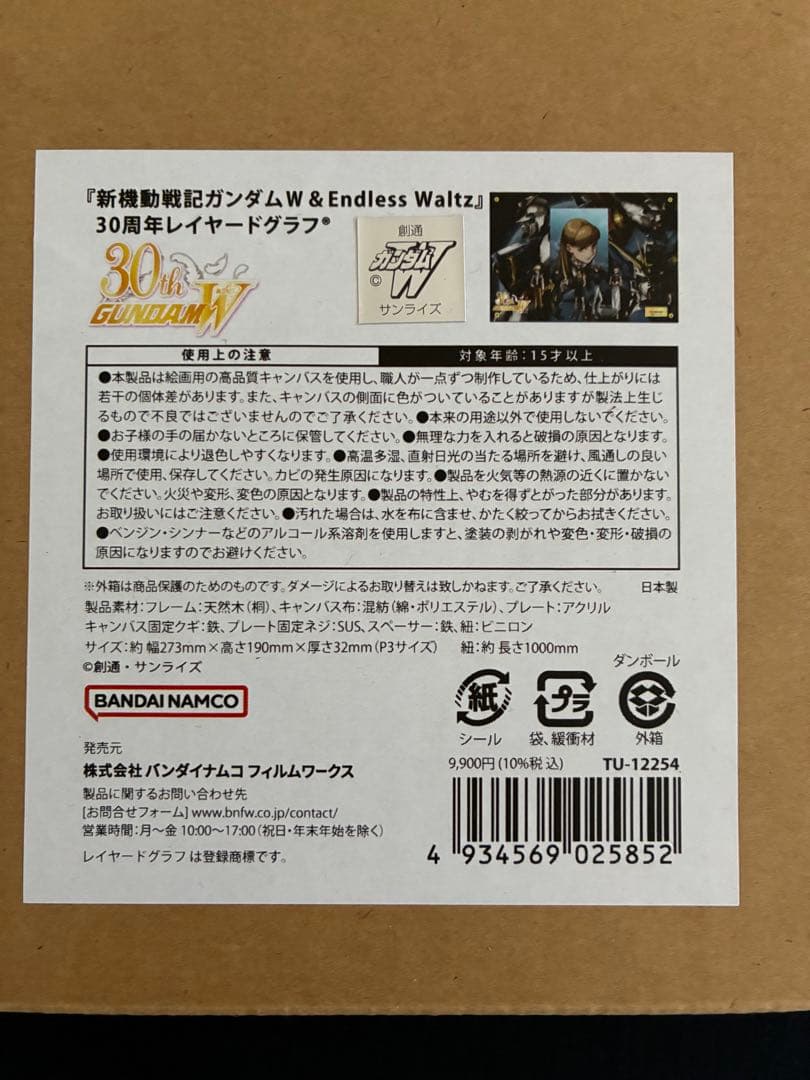 『新機動戦記ガンダムW & Endless Waltz』
30周年レイヤードグラフ®
30th
GUNDAM W
創通
ガンダムW
©
サンライズ
使用上の注意
対象年齢:15才以上
●本製品は絵画用の高品質キャンバスを使用し、職人が一点ずつ制作しているため、仕上がりには
若干の個体差があります。また、キャンバスの側面に色がついていることがありますが製法上生じ
るもので不良ではございませんのでご了承ください。●本来の用途以外で使用しないでください。
●お子様の手の届かないところに保管してください。●無理な力を入れると破損の原因となります。
●使用環境により退色しやすくなります。●高温多湿、直射日光の当たる場所を避け、風通しの良い
場所で使用、保存してください。カビの発生原因になります。●製品を火気等の熱源の近くに置かない
でください。火災や変形、変色の原因となります。●製品の特性上、やむを得ずとがった部分があります。
お取り扱いにはご注意ください。●汚れた場合は、水を布に含ませ、かたく絞ってからお拭きください。
●ベンジン・シンナーなどのアルコール系溶剤を使用しますと、塗装の剥がれや変色・変形・破損の
原因になりますのでお避けください。
※外箱は商品保護のためのものです。ダメージによるお取り替えは致しかねます。ご了承ください。
日本製
製品素材:フレーム:天然木(桐)、キャンバス布:混紡(綿・ポリエステル)、プレート:アクリル
キャンバス固定クギ:鉄、プレート固定ネジ:SUS、スペーサー:鉄、紐:ビニロン
サイズ:約 幅273mm×高さ190mm×厚さ32mm(P3サイズ) 紐:約 長さ1000mm
©創通・サンライズ
BANDAI NAMCO
紙
シール
プラ
袋、緩衝材
ダンボール
外箱
発売元
株式会社 バンダイナムコ フィルムワークス
製品に関するお問い合わせ先
[お問合せフォーム] www.bnfw.co.jp/contact/
営業時間:月～金 10:00～17:00(祝日・年末年始を除く)
レイヤードグラフ は登録商標です。
9,900円(10%税込)
TU-12254
4 934569 025852